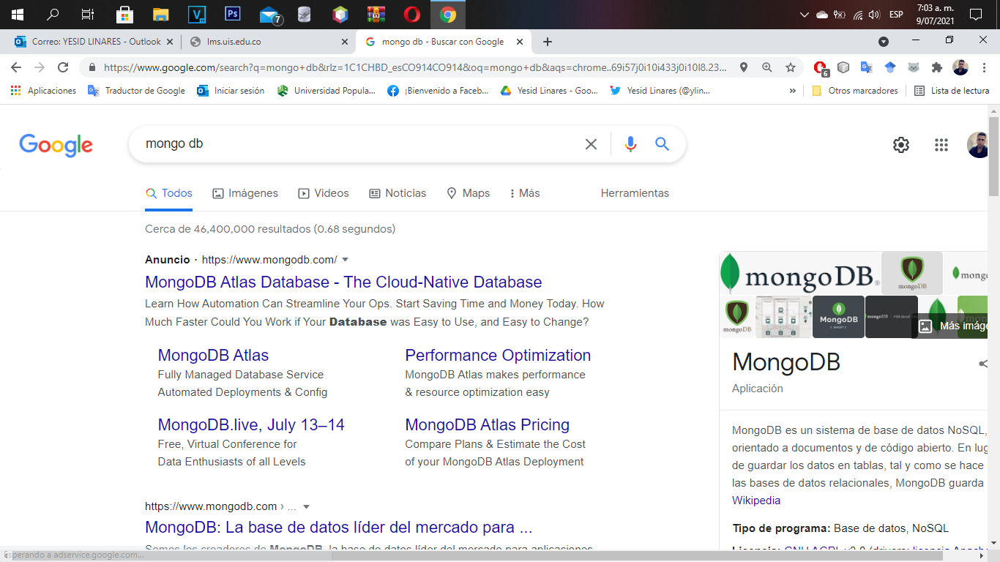 7
ESP
7:03 a. m.
9/07/2021
Correo: YESID LINARES - Outlook
lms.uis.edu.co
mongo db - Buscar con Google
https://www.google.com/search?q=mongo+db&rlz=1C1CHBD_esCO914CO914&oq=mongo+db&aqs=chrome..69i57j0i10i433j0i10l8.23...
6
Aplicaciones
Traductor de Google
Iniciar sesión
Universidad Popula...
¡Bienvenido a Faceb...
Yesid Linares - Goo...
Yesid Linares (@ylin...
»
Otros marcadores
Lista de lectura
Google
mongo db
Todos
Imágenes
Videos
Noticias
Maps
Más
Herramientas
Cerca de 46,400,000 resultados (0.68 segundos)
Anuncio · https://www.mongodb.com/
MongoDB Atlas Database - The Cloud-Native Database
Learn How Automation Can Streamline Your Ops. Start Saving Time and Money Today. How
Much Faster Could You Work if Your Database was Easy to Use, and Easy to Change?
MongoDB Atlas
Fully Managed Database Service
Automated Deployments & Config
Performance Optimization
MongoDB Atlas makes performance
& resource optimization easy
MongoDB.live, July 13–14
Free, Virtual Conference for
Data Enthusiasts of all Levels
MongoDB Atlas Pricing
Compare Plans & Estimate the Cost
of your MongoDB Atlas Deployment
https://www.mongodb.com › ...
MongoDB: La base de datos líder del mercado para ...
Somos los creadores de MongoDB, la base de datos líder del mercado para aplicaciones
mongoDB®
mongoDB
mongo
mongoDB
MongoDB
Más imáge
MongoDB
Aplicación
MongoDB es un sistema de base de datos NoSQL,
orientado a documentos y de código abierto. En lug
de guardar los datos en tablas, tal y como se hace
las bases de datos relacionales, MongoDB guarda
Wikipedia
Tipo de programa: Base de datos, NoSQL
Licencia: GNU AGPL v3.0 (drivers: licencia Apache
Esperando a adservice.google.com...